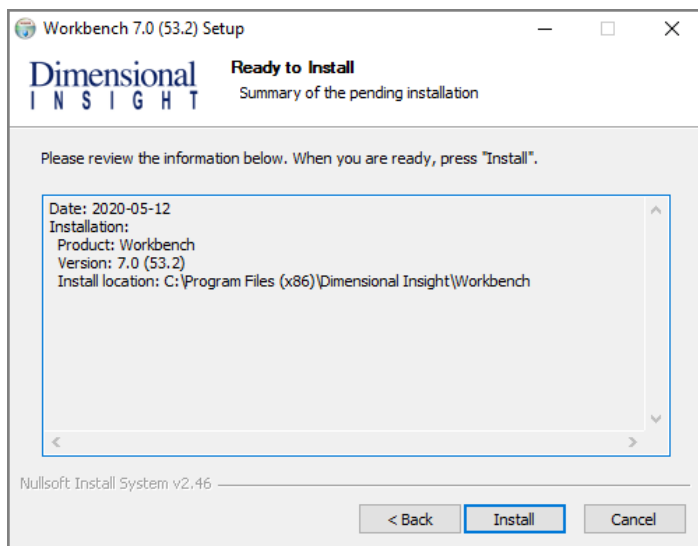 Workbench 7.0 (53.2) Setup
Dimensional
INSIGHT
Ready to Install
Summary of the pending installation
Please review the information below. When you are ready, press "Install".
Date: 2020-05-12
Installation:
Product: Workbench
Version: 7.0 (53.2)
Install location: C:\Program Files (x86)\Dimensional Insight\Workbench
Nullsoft Install System v2.46
< Back
Install
Cancel